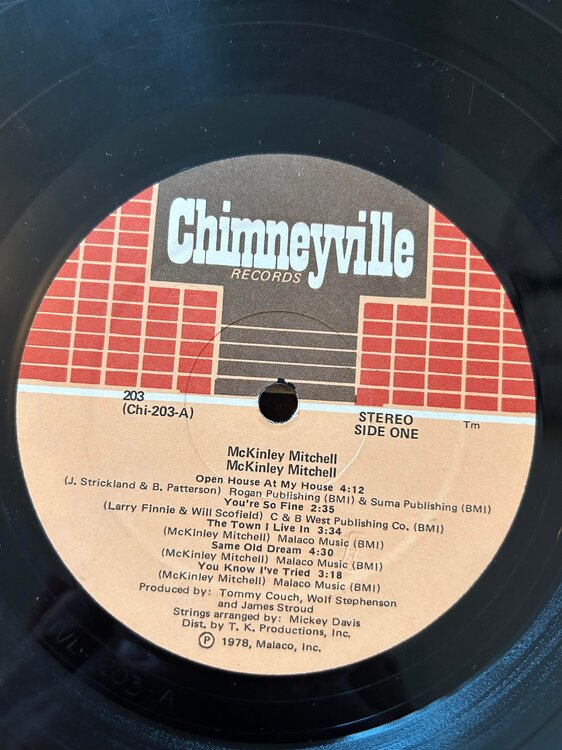 Chimneyville
RECORDS
203
(Chi-203-A)
STEREO
SIDE ONE
Tm
McKinley Mitchell
McKinley Mitchell
Open House At My House 4:12
(J. Strickland & B. Patterson) Rogan Publishing (BMI) & Suma Publishing (BMI)
You're So Fine 2:35
(Larry Finnie & Will Scofield) C & B West Publishing Co. (BMI)
The Town I Live In 3:34
(McKinley Mitchell) Malaco Music (BMI)
Same Old Dream 4:30
(McKinley Mitchell) Malaco Music (BMI)
You Know I've Tried 3:18
(McKinley Mitchell) Malaco Music (BMI)
Produced by: Tommy Couch, Wolf Stephenson
and James Stroud
Strings arranged by: Mickey Davis
Dist. by T. K. Productions, Inc.
Ⓟ 1978, Malaco, Inc.
203-A